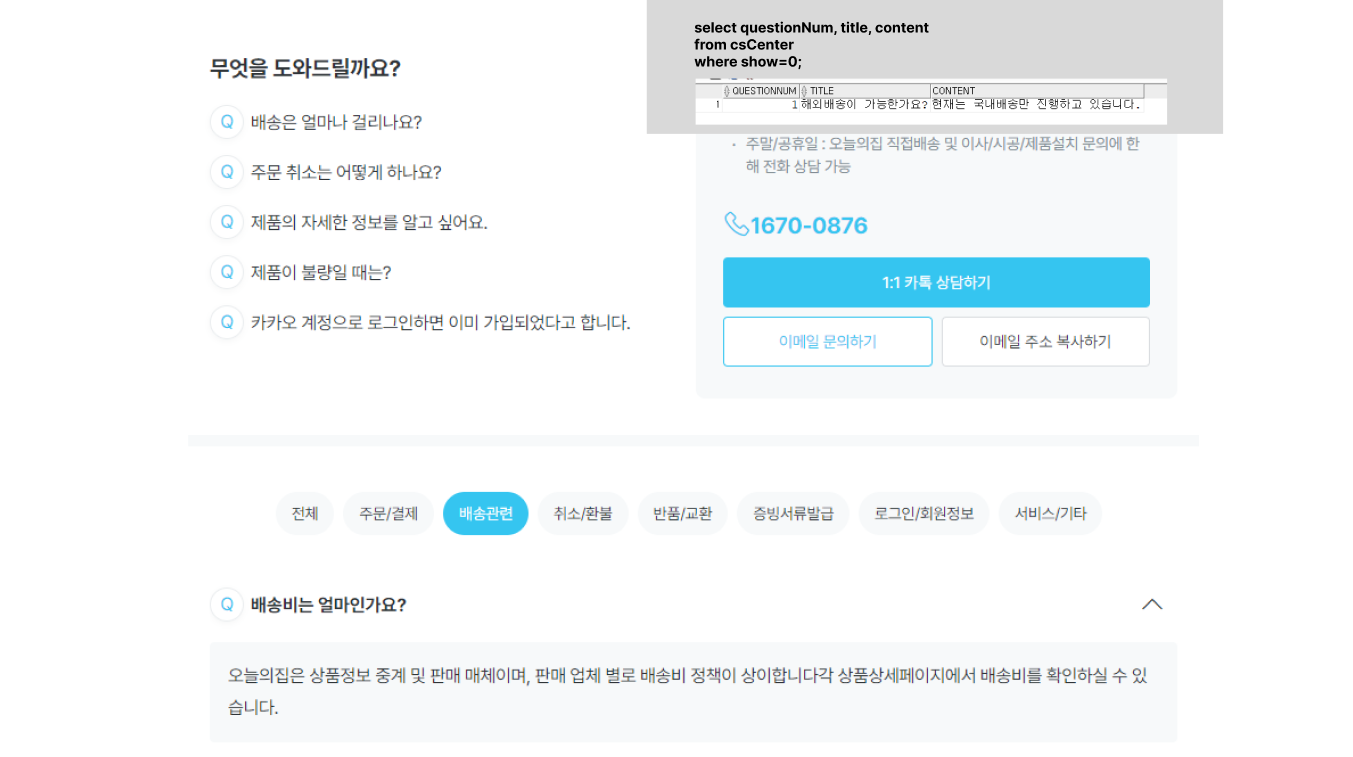 select questionNum, title, content
from csCenter
where show=0;
QUESTIONNUM TITLE CONTENT
1 1 해외배송이 가능한가요? 현재는 국내배송만 진행하고 있습니다.
무엇을 도와드릴까요?
Q 배송은 얼마나 걸리나요?
Q 주문 취소는 어떻게 하나요?
Q 제품의 자세한 정보를 알고 싶어요.
Q 제품이 불량일 때는?
Q 카카오 계정으로 로그인하면 이미 가입되었다고 합니다.
· 주말/공휴일 : 오늘의집 직접배송 및 이사/시공/제품설치 문의에 한
해 전화 상담 가능
1670-0876
1:1 카톡 상담하기
이메일 문의하기 이메일 주소 복사하기
전체 주문/결제 배송관련 취소/환불 반품/교환 증빙서류발급 로그인/회원정보 서비스/기타
Q 배송비는 얼마인가요?
오늘의집은 상품정보 중계 및 판매 매체이며, 판매 업체 별로 배송비 정책이 상이합니다각 상품상세페이지에서 배송비를 확인하실 수 있
습니다.